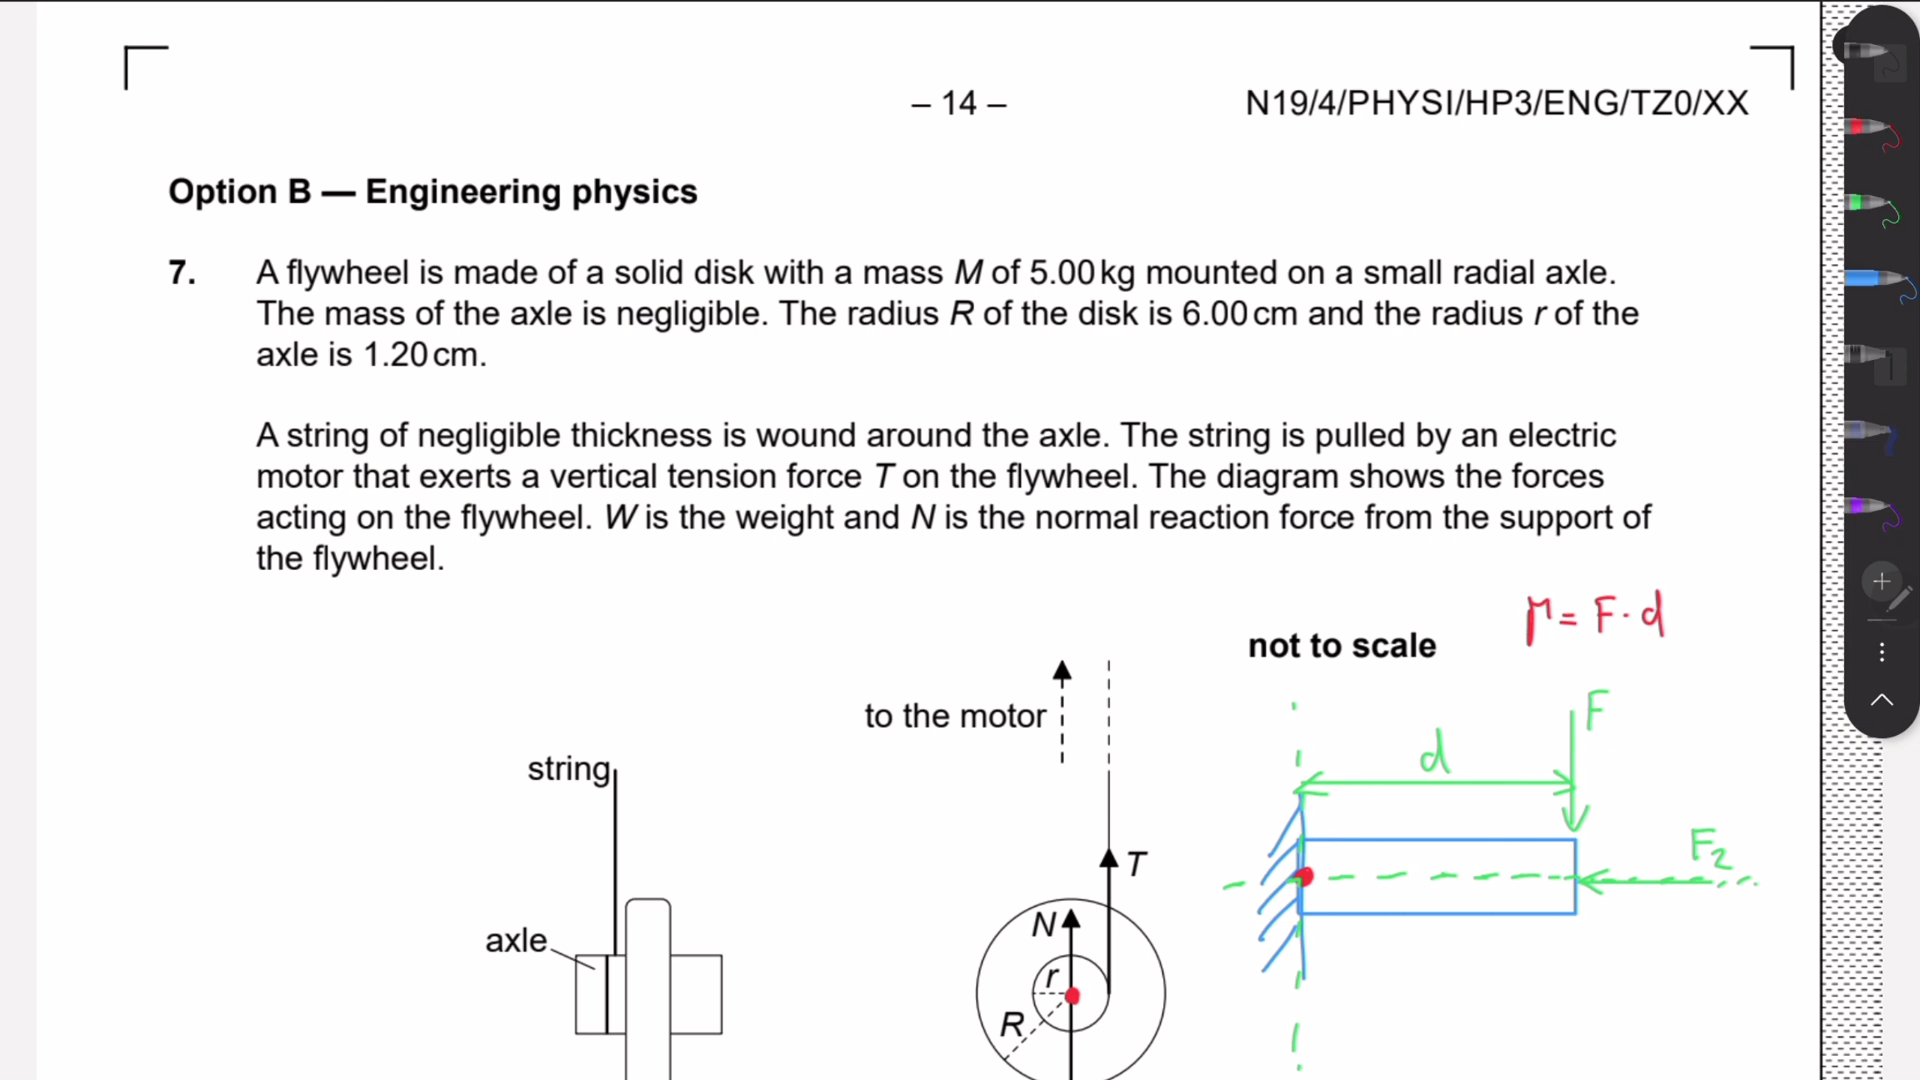 – 14 –
N19/4/PHYSI/HP3/ENG/TZ0/XX
Option B — Engineering physics
7. A flywheel is made of a solid disk with a mass M of 5.00 kg mounted on a small radial axle.
The mass of the axle is negligible. The radius R of the disk is 6.00 cm and the radius r of the
axle is 1.20 cm.
A string of negligible thickness is wound around the axle. The string is pulled by an electric
motor that exerts a vertical tension force T on the flywheel. The diagram shows the forces
acting on the flywheel. W is the weight and N is the normal reaction force from the support of
the flywheel.
= F · d
not to scale
to the motor
F
d
string
F₂
T
N
axle
r
R